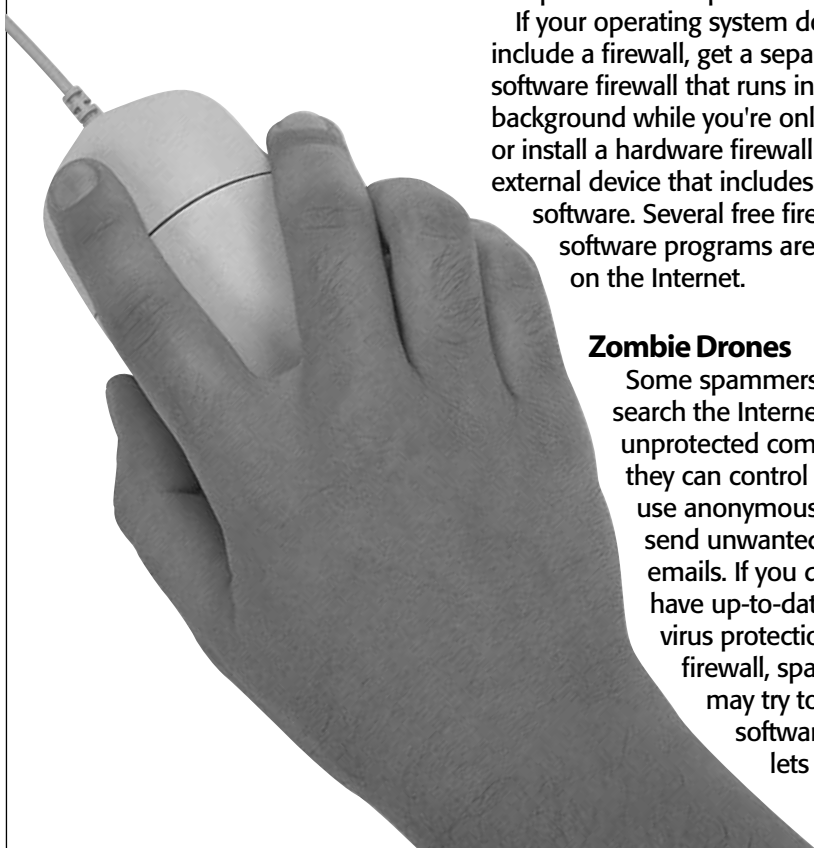 If your operating system d
include a firewall, get a sepa
software firewall that runs in
background while you're onl
or install a hardware firewall
external device that includes
software. Several free fire
software programs are
on the Internet.
Zombie Drones
Some spammers
search the Interne
unprotected com
they can control
use anonymous
send unwanted
emails. If you d
have up-to-dat
virus protectio
firewall, spa
may try to
softwar
lets